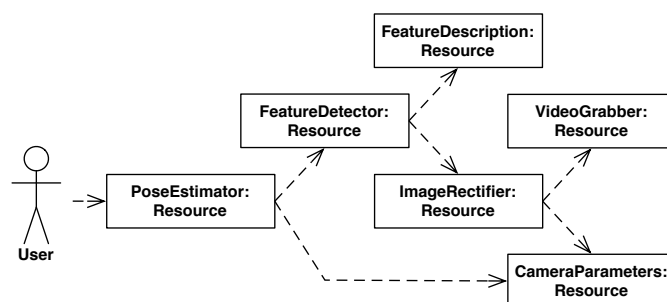 FeatureDescription:
Resource
FeatureDetector:
Resource
VideoGrabber:
Resource
PoseEstimator:
Resource
ImageRectifier:
Resource
User
CameraParameters:
Resource